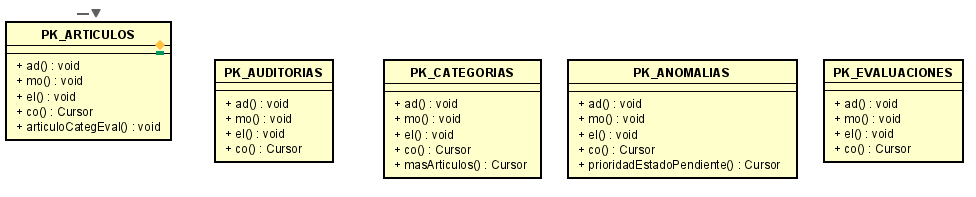 PK_ARTICULOS
+ ad() : void
+ mo() : void
+ el() : void
+ co() : Cursor
+ articuloCategEval() : void
PK_AUDITORIAS
+ ad() : void
+ mo() : void
+ el() : void
+ co() : Cursor
PK_CATEGORIAS
+ ad() : void
+ mo() : void
+ el() : void
+ co() : Cursor
+ masArticulos() : Cursor
PK_ANOMALIAS
+ ad() : void
+ mo() : void
+ el() : void
+ co() : Cursor
+ prioridadEstadoPendiente() : Cursor
PK_EVALUACIONES
+ ad() : void
+ mo() : void
+ el() : void
+ co() : Cursor